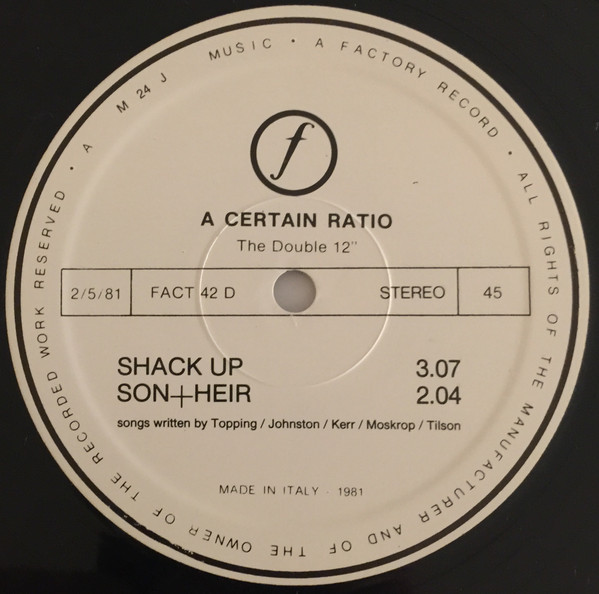 A M 24 J MUSIC · A FACTORY RECORD · ALL RIGHTS OF THE MANUFACTURER AND OF THE OWNER OF THE RECORDED WORK RESERVED ·
f
A CERTAIN RATIO
The Double 12"
2/5/81 FACT 42 D STEREO 45
SHACK UP 3.07
SON+HEIR 2.04
songs written by Topping / Johnston / Kerr / Moskrop / Tilson
MADE IN ITALY · 1981